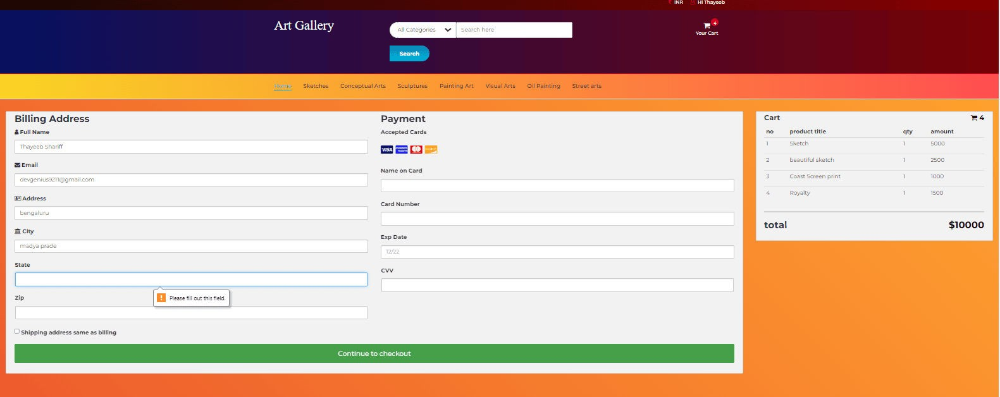 ₹ INR Hi Thayeeb
Art Gallery
All Categories Search here
4
Your Cart
Search
Home Sketches Conceptual Arts Sculptures Painting Art Visual Arts Oil Painting Street arts
Billing Address
Full Name
Thayeeb Shariff
Email
devgenius9211@gmail.com
Address
bengaluru
City
madya prade
State
Please fill out this field.
Zip
Shipping address same as billing
Payment
Accepted Cards
VISA
Name on Card
Card Number
Exp Date
12/22
CVV
Continue to checkout
Cart 4
no product title qty amount
1 Sketch 1 5000
2 beautiful sketch 1 2500
3 Coast Screen print 1 1000
4 Royalty 1 1500
total $10000